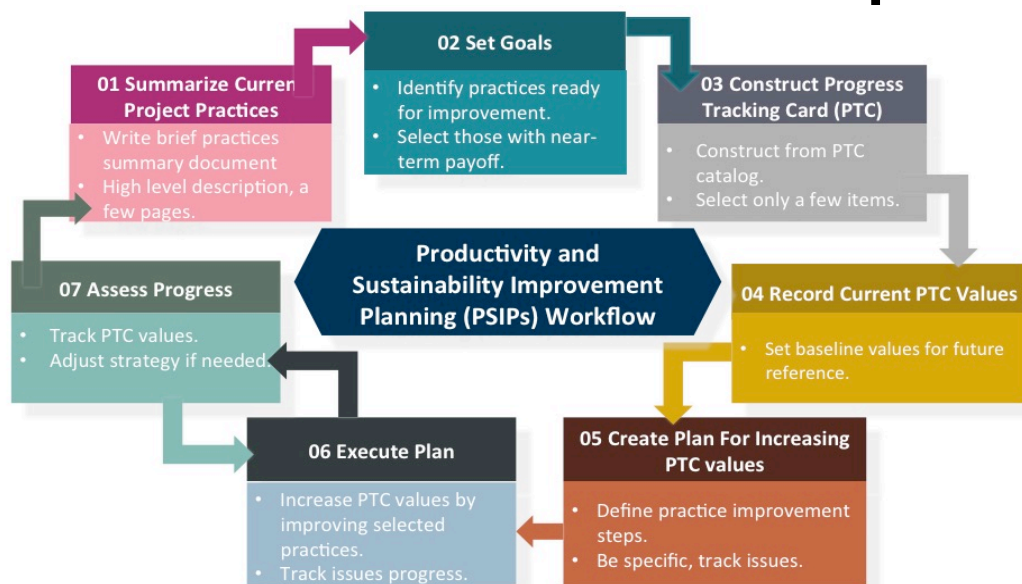 01 Summarize Current
Project Practices
• Write brief practices
summary document
• High level description, a
few pages.
02 Set Goals
• Identify practices ready
for improvement.
• Select those with near-
term payoff.
03 Construct Progress
Tracking Card (PTC)
• Construct from PTC
catalog.
• Select only a few items.
Productivity and
Sustainability Improvement
Planning (PSIPs) Workflow
04 Record Current PTC Values
• Set baseline values for future
reference.
05 Create Plan For Increasing
PTC values
• Define practice improvement
steps.
• Be specific, track issues.
06 Execute Plan
• Increase PTC values by
improving selected
practices.
• Track issues progress.
07 Assess Progress
• Track PTC values.
• Adjust strategy if needed.